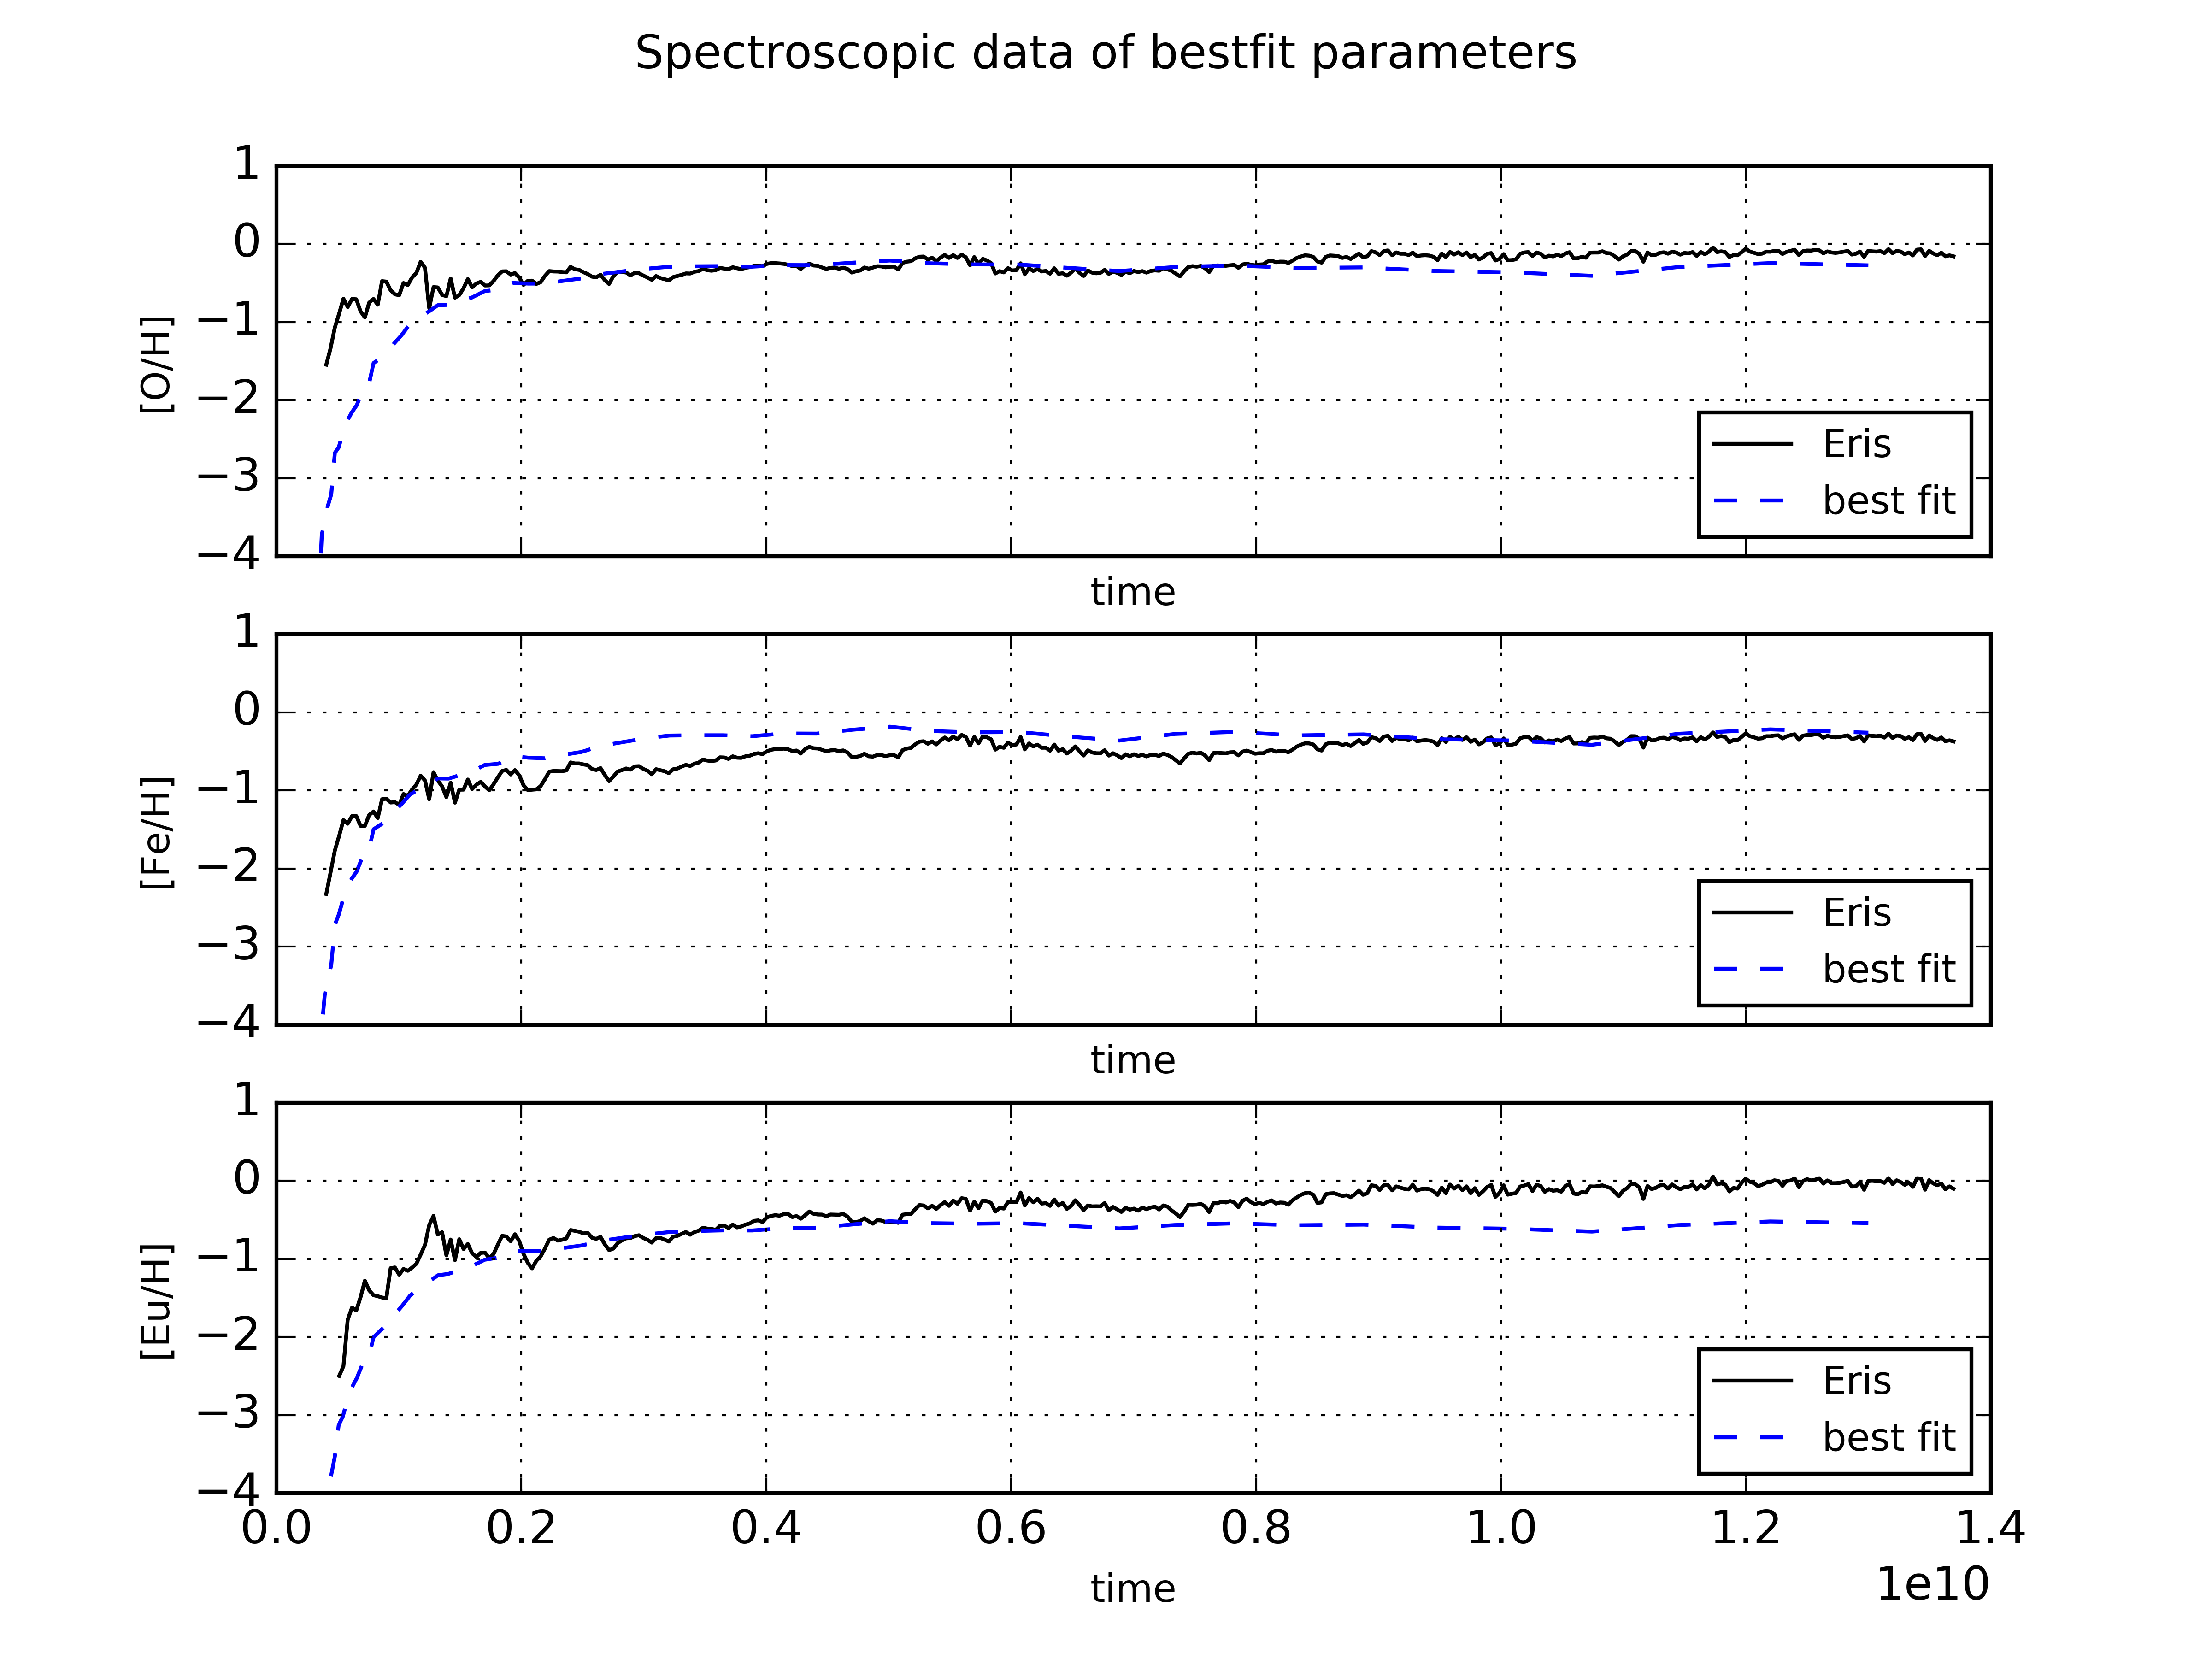 Spectroscopic data of bestfit parameters
1
0
−1
−2
−3
−4
[O/H]
Eris
best fit
time
1
0
−1
−2
−3
−4
[Fe/H]
Eris
best fit
time
1
0
−1
−2
−3
−4
[Eu/H]
Eris
best fit
0.0 0.2 0.4 0.6 0.8 1.0 1.2 1.4
time
1e10